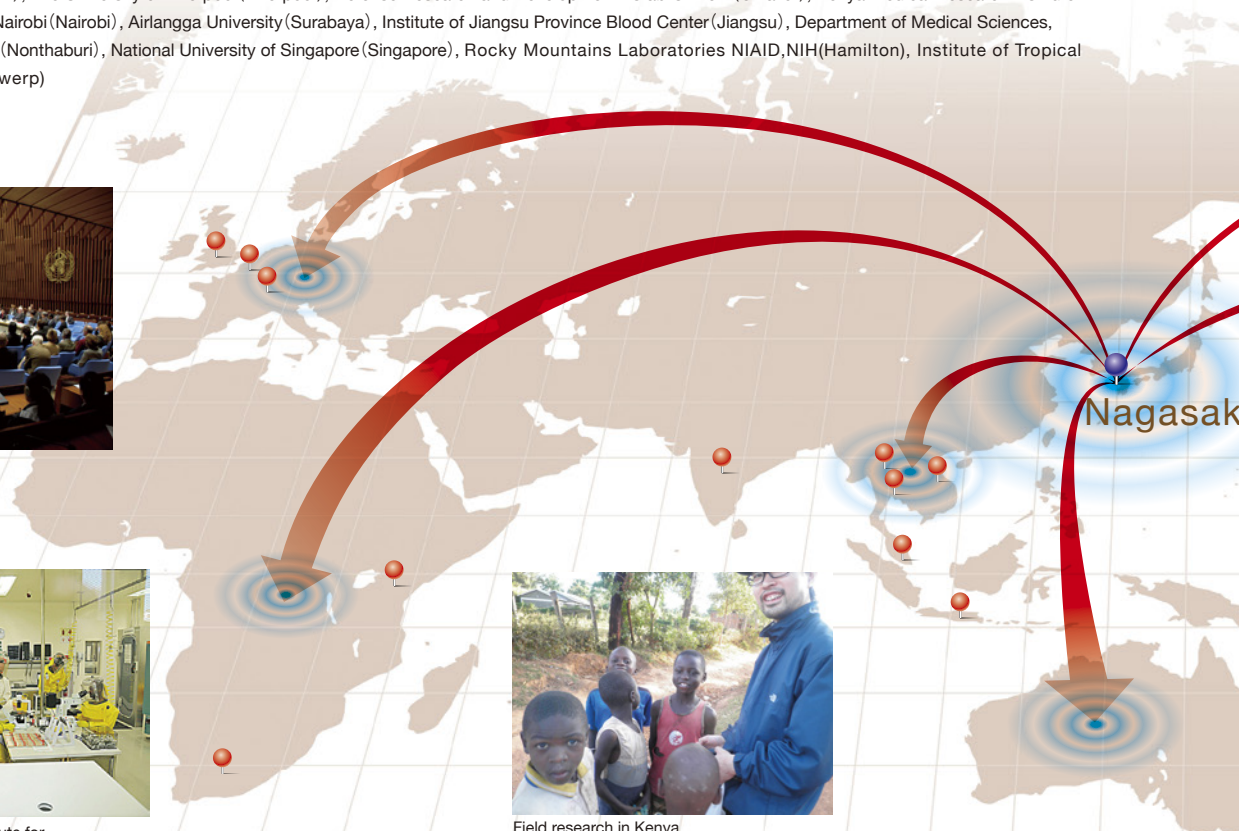 Nairobi(Nairobi), Airlangga University(Surabaya), Institute of Jiangsu Province Blood Center(Jiangsu), Department of Medical Sciences,
(Nonthaburi), National University of Singapore(Singapore), Rocky Mountains Laboratories NIAID,NIH(Hamilton), Institute of Tropical
werp)
Nagasak
Field research in Kenya